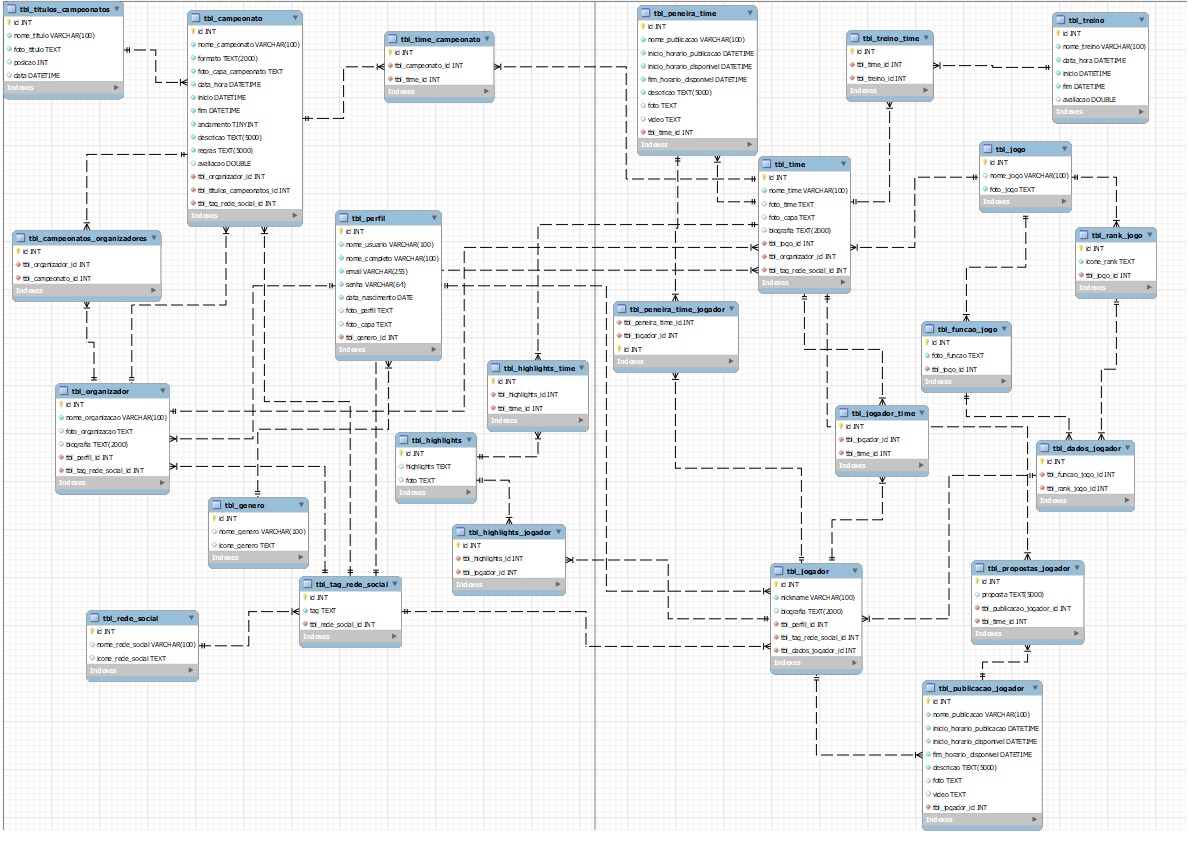 tbl_titulos_campeonatos
id INT
nome_titulo VARCHAR(100)
foto_titulo TEXT
posicao INT
data DATETIME
Indexes
tbl_campeonato
id INT
nome_campeonato VARCHAR(100)
formato TEXT(2000)
foto_capa_campeonato TEXT
data_hora DATETIME
inicio DATETIME
fim DATETIME
andamento TINYINT
descricao TEXT(5000)
regras TEXT(5000)
avaliacao DOUBLE
tbl_organizador_id INT
tbl_titulos_campeonatos_id INT
tbl_tag_rede_social_id INT
Indexes
tbl_time_campeonato
id INT
tbl_campeonato_id INT
tbl_time_id INT
Indexes
tbl_peneira_time
id INT
nome_publicacao VARCHAR(100)
inicio_horario_publicacao DATETIME
inicio_horario_disponivel DATETIME
fim_horario_disponivel DATETIME
descricao TEXT(5000)
foto TEXT
video TEXT
tbl_time_id INT
Indexes
tbl_treino_time
id INT
tbl_time_id INT
tbl_treino_id INT
Indexes
tbl_treino
id INT
nome_treino VARCHAR(100)
data_hora DATETIME
inicio DATETIME
fim DATETIME
avaliacao DOUBLE
Indexes
tbl_jogo
id INT
nome_jogo VARCHAR(100)
foto_jogo TEXT
Indexes
tbl_time
id INT
nome_time VARCHAR(100)
foto_time TEXT
foto_capa TEXT
biografia TEXT(2000)
tbl_jogo_id INT
tbl_organizador_id INT
tbl_tag_rede_social_id INT
Indexes
tbl_campeonatos_organizadores
id INT
tbl_organizador_id INT
tbl_campeonato_id INT
Indexes
tbl_perfil
id INT
nome_usuario VARCHAR(100)
nome_completo VARCHAR(100)
email VARCHAR(255)
senha VARCHAR(64)
data_nascimento DATE
foto_perfil TEXT
foto_capa TEXT
tbl_genero_id INT
Indexes
tbl_rank_jogo
id INT
icone_rank TEXT
tbl_jogo_id INT
Indexes
tbl_peneira_time_jogador
tbl_peneira_time_id INT
tbl_jogador_id INT
id INT
Indexes
tbl_funcao_jogo
id INT
foto_funcao TEXT
tbl_jogo_id INT
Indexes
tbl_organizador
id INT
nome_organizacao VARCHAR(100)
foto_organizacao TEXT
biografia TEXT(2000)
tbl_perfil_id INT
tbl_tag_rede_social_id INT
Indexes
tbl_highlights_time
id INT
tbl_highlights_id INT
tbl_time_id INT
Indexes
tbl_highlights
id INT
highlights TEXT
foto TEXT
Indexes
tbl_jogador_time
id INT
tbl_jogador_id INT
tbl_time_id INT
Indexes
tbl_dados_jogador
id INT
tbl_funcao_jogo_id INT
tbl_rank_jogo_id INT
Indexes
tbl_genero
id INT
nome_genero VARCHAR(100)
icone_genero TEXT
Indexes
tbl_highlights_jogador
id INT
tbl_highlights_id INT
tbl_jogador_id INT
Indexes
tbl_tag_rede_social
id INT
tag TEXT
tbl_rede_social_id INT
Indexes
tbl_rede_social
id INT
nome_rede_social VARCHAR(100)
icone_rede_social TEXT
Indexes
tbl_jogador
id INT
nickname VARCHAR(100)
biografia TEXT(2000)
tbl_perfil_id INT
tbl_tag_rede_social_id INT
tbl_dados_jogador_id INT
Indexes
tbl_propostas_jogador
id INT
proposta TEXT(5000)
tbl_publicacao_jogador_id INT
tbl_time_id INT
Indexes
tbl_publicacao_jogador
id INT
nome_publicacao VARCHAR(100)
inicio_horario_publicacao DATETIME
inicio_horario_disponivel DATETIME
fim_horario_disponivel DATETIME
descricao TEXT(5000)
foto TEXT
video TEXT
tbl_jogador_id INT
Indexes